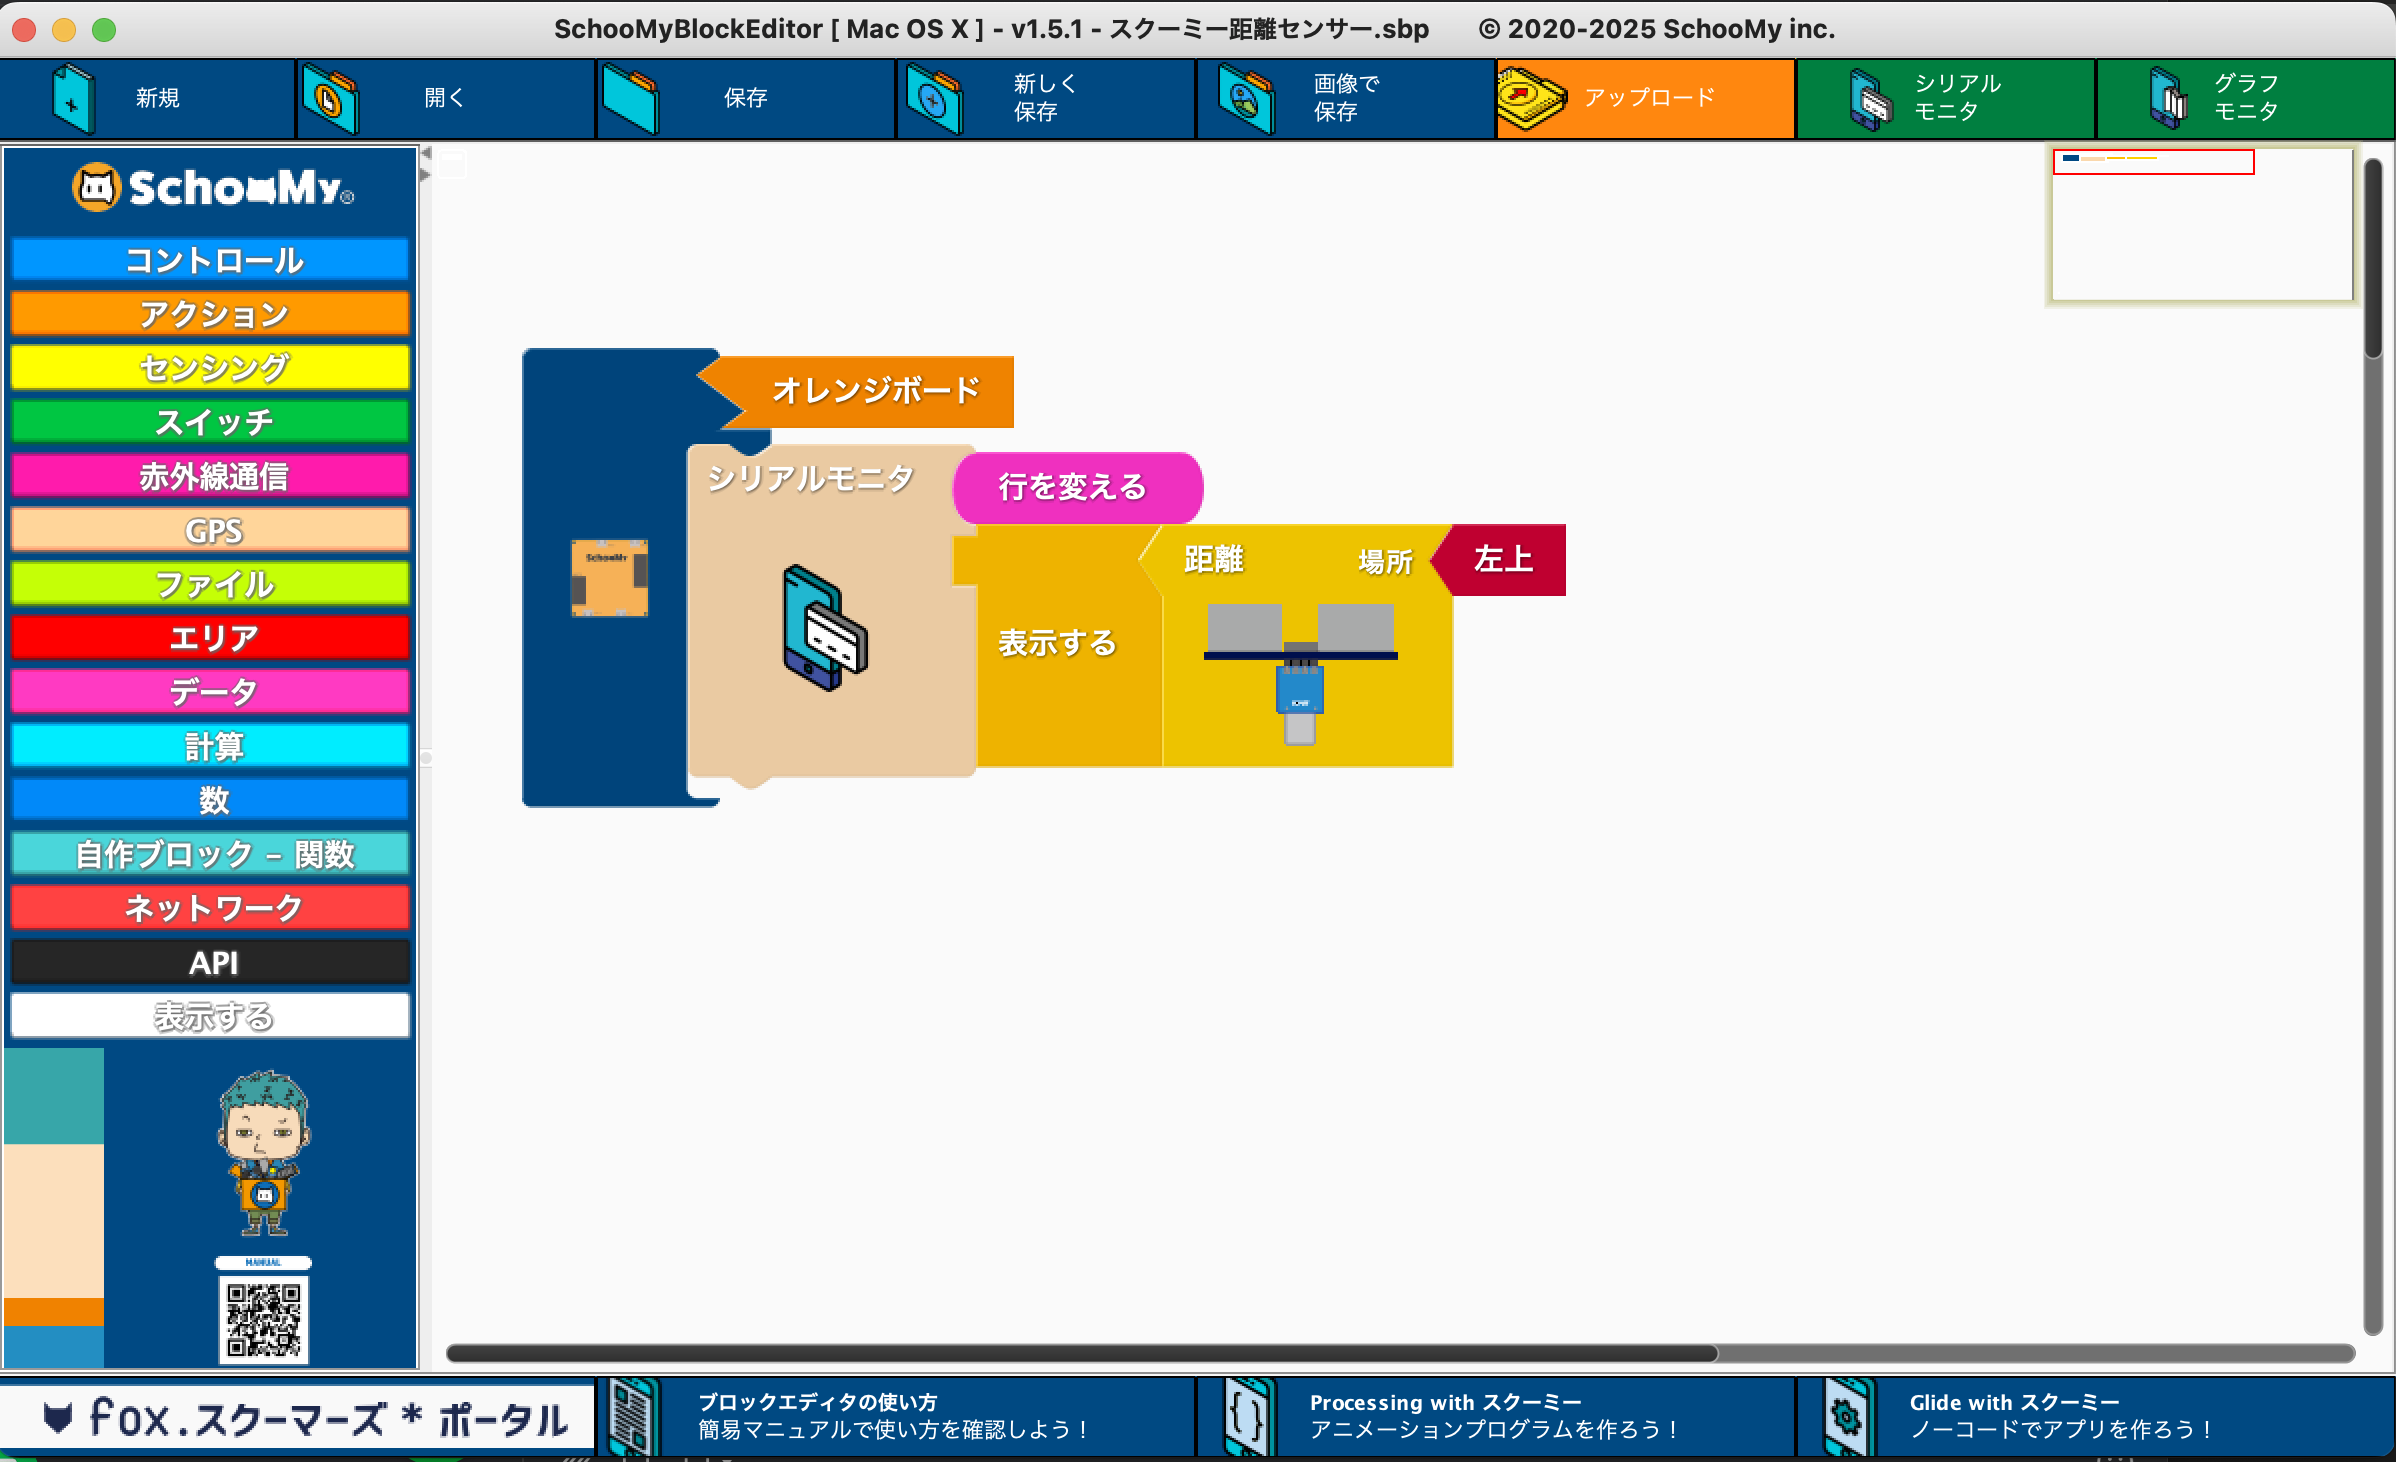 SchooMyBlockEditor [ Mac OS X ] - v1.5.1 - スクーミー距離センサー.sbp © 2020-2025 SchooMy inc.
新規
開く
保存
新しく
保存
画像で
保存
アップロード
シリアル
モニタ
グラフ
モニタ
SchooMy®
コントロール
アクション
センシング
スイッチ
赤外線通信
GPS
ファイル
エリア
データ
計算
数
自作ブロック – 関数
ネットワーク
API
表示する
MANUAL
オレンジボード
SchooMy
シリアルモニタ
行を変える
表示する
距離
場所
左上
fox.スクーマーズ * ポータル
ブロックエディタの使い方
簡易マニュアルで使い方を確認しよう！
Processing with スクーミー
アニメーションプログラムを作ろう！
Glide with スクーミー
ノーコードでアプリを作ろう！